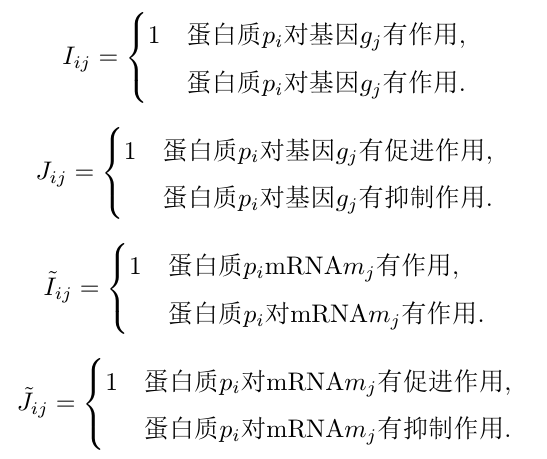 I_{ij} = { 1 蛋白质p_i对基因g_j有作用,
蛋白质p_i对基因g_j有作用.
J_{ij} = { 1 蛋白质p_i对基因g_j有促进作用,
蛋白质p_i对基因g_j有抑制作用.
\tilde{I}_{ij} = { 1 蛋白质p_imRNAm_j有作用,
蛋白质p_i对mRNAm_j有作用.
\tilde{J}_{ij} = { 1 蛋白质p_i对mRNAm_j有促进作用,
蛋白质p_i对mRNAm_j有抑制作用.